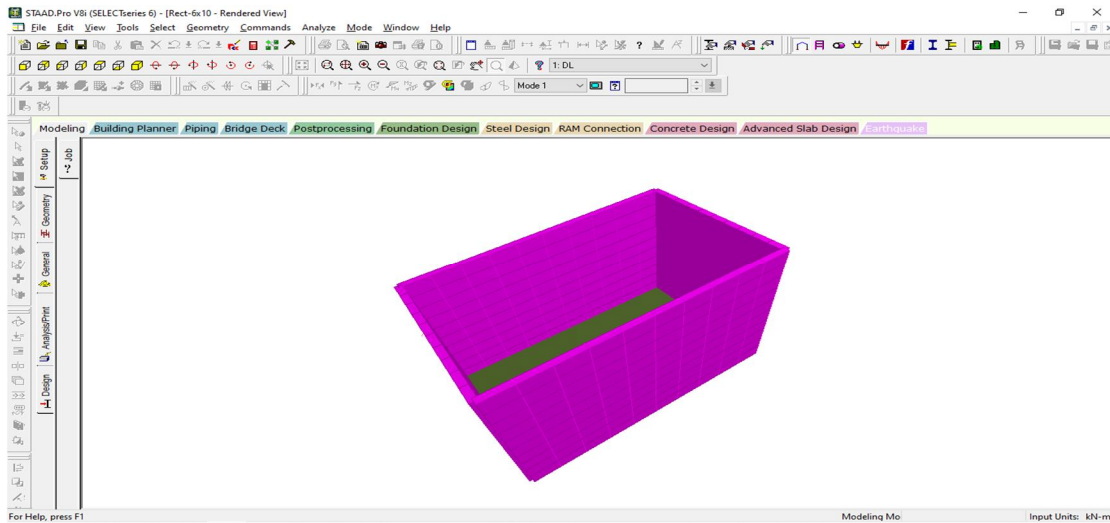 STAAD.Pro V8i (SELECTseries 6) - [Rect-6x10 - Rendered View]
File Edit View Tools Select Geometry Commands Analyze Mode Window Help
1: DL
Mode 1
Modeling Building Planner Piping Bridge Deck Postprocessing Foundation Design Steel Design RAM Connection Concrete Design Advanced Slab Design Earthquake
Setup
? Job
Geometry
General
Analysis/Print
Design
For Help, press F1
Modeling Mo
Input Units: kN-m